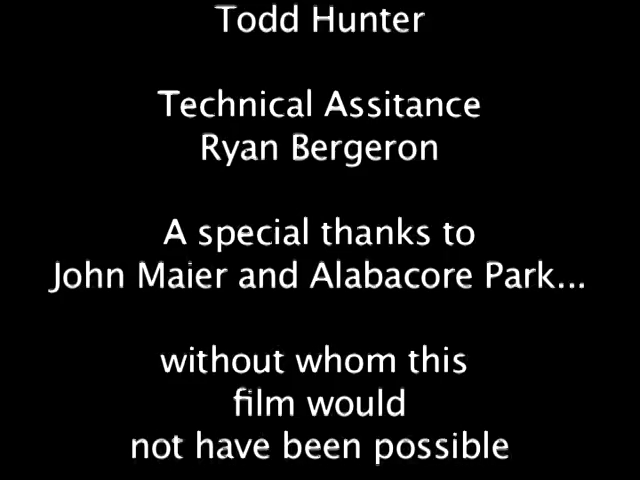 Todd Hunter
Technical Assitance
Ryan Bergeron
A special thanks to
John Maier and Alabacore Park...
without whom this
film would
not have been possible